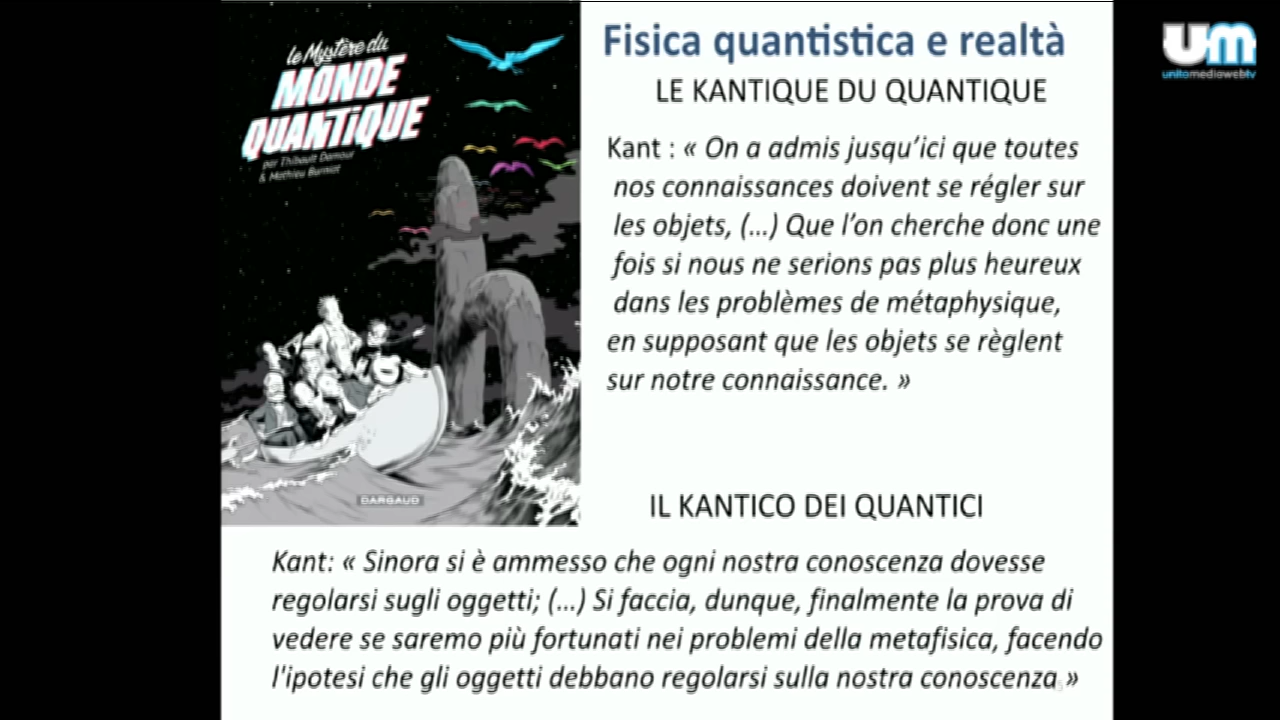 le Mystère du
MONDE
QUANTIQUE
par Thibault Damour
& Mathieu Burniat
DARGAUD
Fisica quantistica e realtà
LE KANTIQUE DU QUANTIQUE
Kant : « On a admis jusqu’ici que toutes
nos connaissances doivent se régler sur
les objets, (…) Que l’on cherche donc une
fois si nous ne serions pas plus heureux
dans les problèmes de métaphysique,
en supposant que les objets se règlent
sur notre connaissance. »
IL KANTICO DEI QUANTICI
Kant: « Sinora si è ammesso che ogni nostra conoscenza dovesse
regolarsi sugli oggetti; (…) Si faccia, dunque, finalmente la prova di
vedere se saremo più fortunati nei problemi della metafisica, facendo
l'ipotesi che gli oggetti debbano regolarsi sulla nostra conoscenza »
um
unitomediawebtv